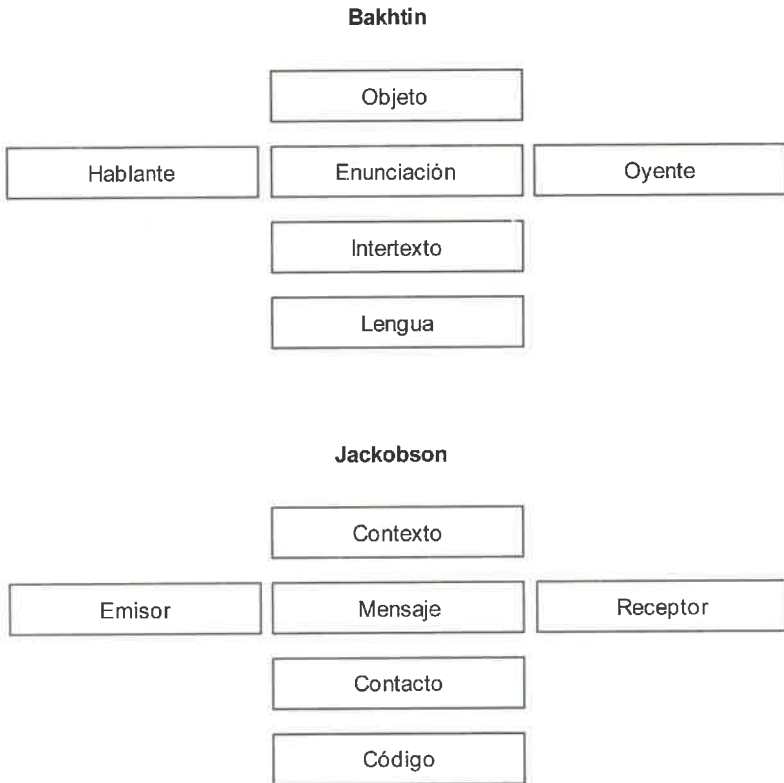 Bakhtin
Objeto
Hablante Enunciación Oyente
Intertexto
Lengua
Jackobson
Contexto
Emisor Mensaje Receptor
Contacto
Código